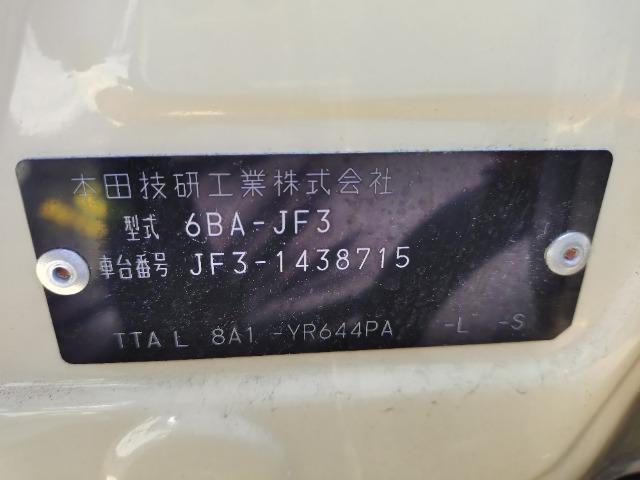 本田技研工業株式会社
型式 6BA-JF3
車台番号 JF3-1438715
TTA L 8A1 -YR644PA -L -S